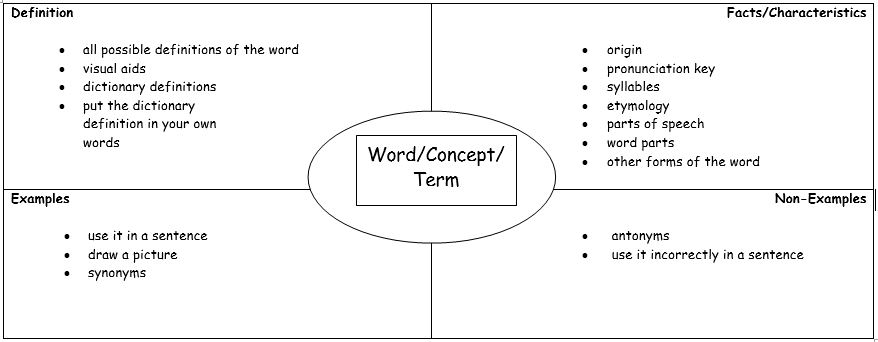 Definition
• all possible definitions of the word
• visual aids
• dictionary definitions
• put the dictionary
definition in your own
words
Facts/Characteristics
• origin
• pronunciation key
• syllables
• etymology
• parts of speech
• word parts
• other forms of the word
Word/Concept/
Term
Examples
• use it in a sentence
• draw a picture
• synonyms
Non-Examples
• antonyms
• use it incorrectly in a sentence